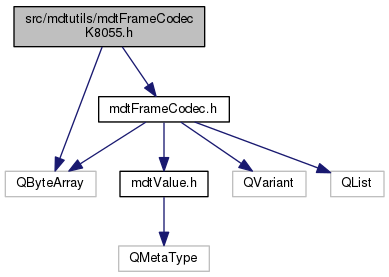 src/mdtutils/mdtFrameCodec
K8055.h
mdtFrameCodec.h
QByteArray
mdtValue.h
QVariant
QList
QMetaType